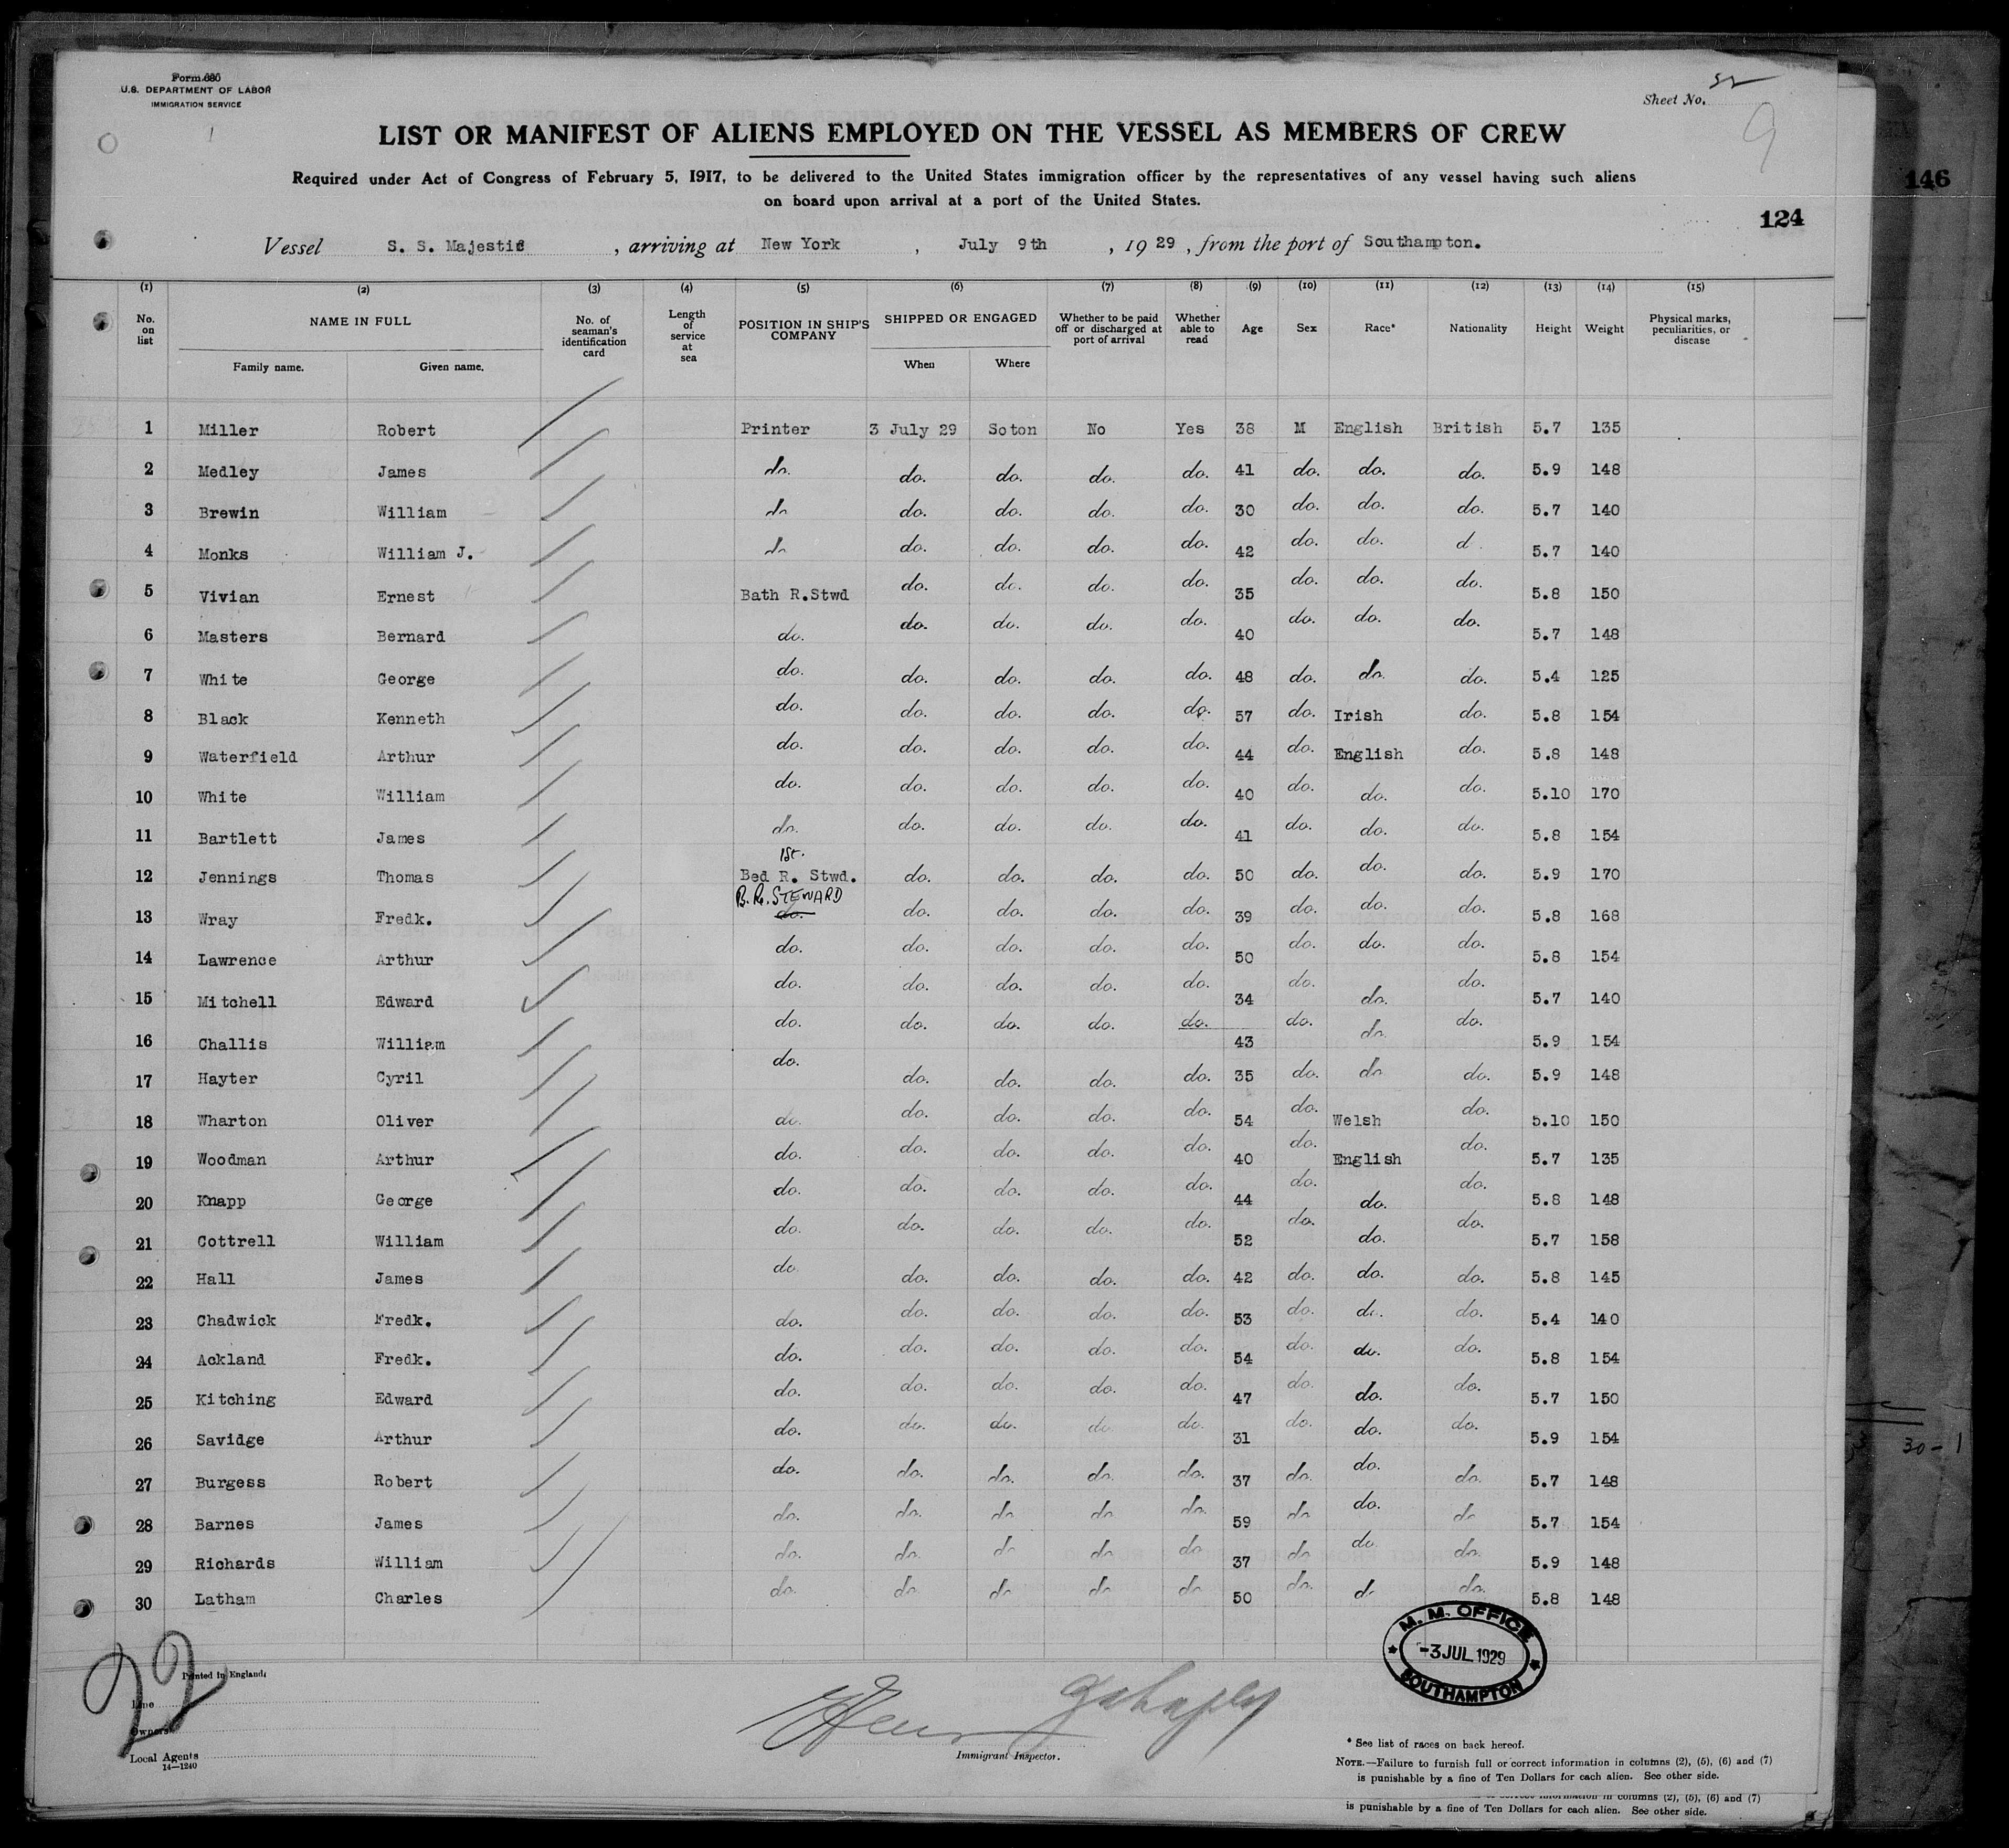 Form 680
U.S. DEPARTMENT OF LABOR
IMMIGRATION SERVICE
Sheet No. 52
9
LIST OR MANIFEST OF ALIENS EMPLOYED ON THE VESSEL AS MEMBERS OF CREW
Required under Act of Congress of February 5, 1917, to be delivered to the United States immigration officer by the representatives of any vessel having such aliens
on board upon arrival at a port of the United States.
146
124
Vessel S. S. Majestic, arriving at New York, July 9th, 1929, from the port of Southampton.
(1) (2) (3) (4) (5) (6) (7) (8) (9) (10) (11) (12) (13) (14) (15)
No. on list NAME IN FULL No. of seaman's identification card Length of service at sea POSITION IN SHIP'S COMPANY SHIPPED OR ENGAGED Whether to be paid off or discharged at port of arrival Whether able to read Age Sex Race* Nationality Height Weight Physical marks, peculiarities, or disease
Family name. Given name. When Where
1 Miller Robert Printer 3 July 29 Soton No Yes 38 M English British 5.7 135
2 Medley James do. do. do. do. do. 41 do. do. do. 5.9 148
3 Brewin William do do. do. do. do. 30 do. do. do. 5.7 140
4 Monks William J. do do. do. do. do. 42 do. do. d. 5.7 140
5 Vivian Ernest Bath R.Stwd do. do. do. do. 35 do. do. do. 5.8 150
6 Masters Bernard do. do. do. do. do. 40 do. do. do. 5.7 148
7 White George do. do. do. do. do. 48 do. do. do. 5.4 125
8 Black Kenneth do. do. do. do. do. 57 do. Irish do. 5.8 154
9 Waterfield Arthur do. do. do. do. do. 44 do. English do. 5.8 148
10 White William do. do. do. do. do. 40 do. do. do. 5.10 170
11 Bartlett James do. do. do. do. do. 41 do. do. do. 5.8 154
1st.
12 Jennings Thomas Bed R. Stwd. do. do. do. do. 50 do. do. do. 5.9 170
B.R. STEWARD
13 Wray Fredk. do. do. do. do. do. 39 do. do. do. 5.8 168
14 Lawrence Arthur do. do. do. do. do. 50 do. do. do. 5.8 154
15 Mitchell Edward do. do. do. do. do. 34 do. do. do. 5.7 140
16 Challis William do. do. do. do. do. 43 do. do. do. 5.9 154
17 Hayter Cyril do. do. do. do. do. 35 do. do do. 5.9 148
18 Wharton Oliver do. do. do. do. do. 54 do. Welsh do. 5.10 150
19 Woodman Arthur do. do. do. do. do. 40 do. English do. 5.7 135
20 Knapp George do. do. do. do. do. 44 do. do. do. 5.8 148
21 Cottrell William do. do. do. do. do. 52 do. do. do. 5.7 158
22 Hall James do. do. do. do. do. 42 do. do. do. 5.8 145
23 Chadwick Fredk. do. do. do. do. do. 53 do. do. do. 5.4 140
24 Ackland Fredk. do. do. do. do. do. 54 do. do. do. 5.8 154
25 Kitching Edward do. do. do. do. do. 47 do. do. do. 5.7 150
26 Savidge Arthur do. do. do. do. do. 31 do. do. do. 5.9 154
27 Burgess Robert do. do. do. do. do. 37 do. do. do. 5.7 148
28 Barnes James do. do. do do do. 59 do do. do 5.7 154
29 Richards William do. do. do do do 37 do do. do. 5.9 148
30 Latham Charles do. do. do do do 50 do. do do. 5.8 148
M. M. OFFICE
-3 JUL 1929
SOUTHAMPTON
22
Printed in England.
Line
Owners
Local Agents
14—1240
Immigrant Inspector.
* See list of races on back hereof.
NOTE.—Failure to furnish full or correct information in columns (2), (5), (6) and (7)
is punishable by a fine of Ten Dollars for each alien. See other side.
or correct information in columns (2), (5), (6) and (7)
is punishable by a fine of Ten Dollars for each alien. See other side.
30-1